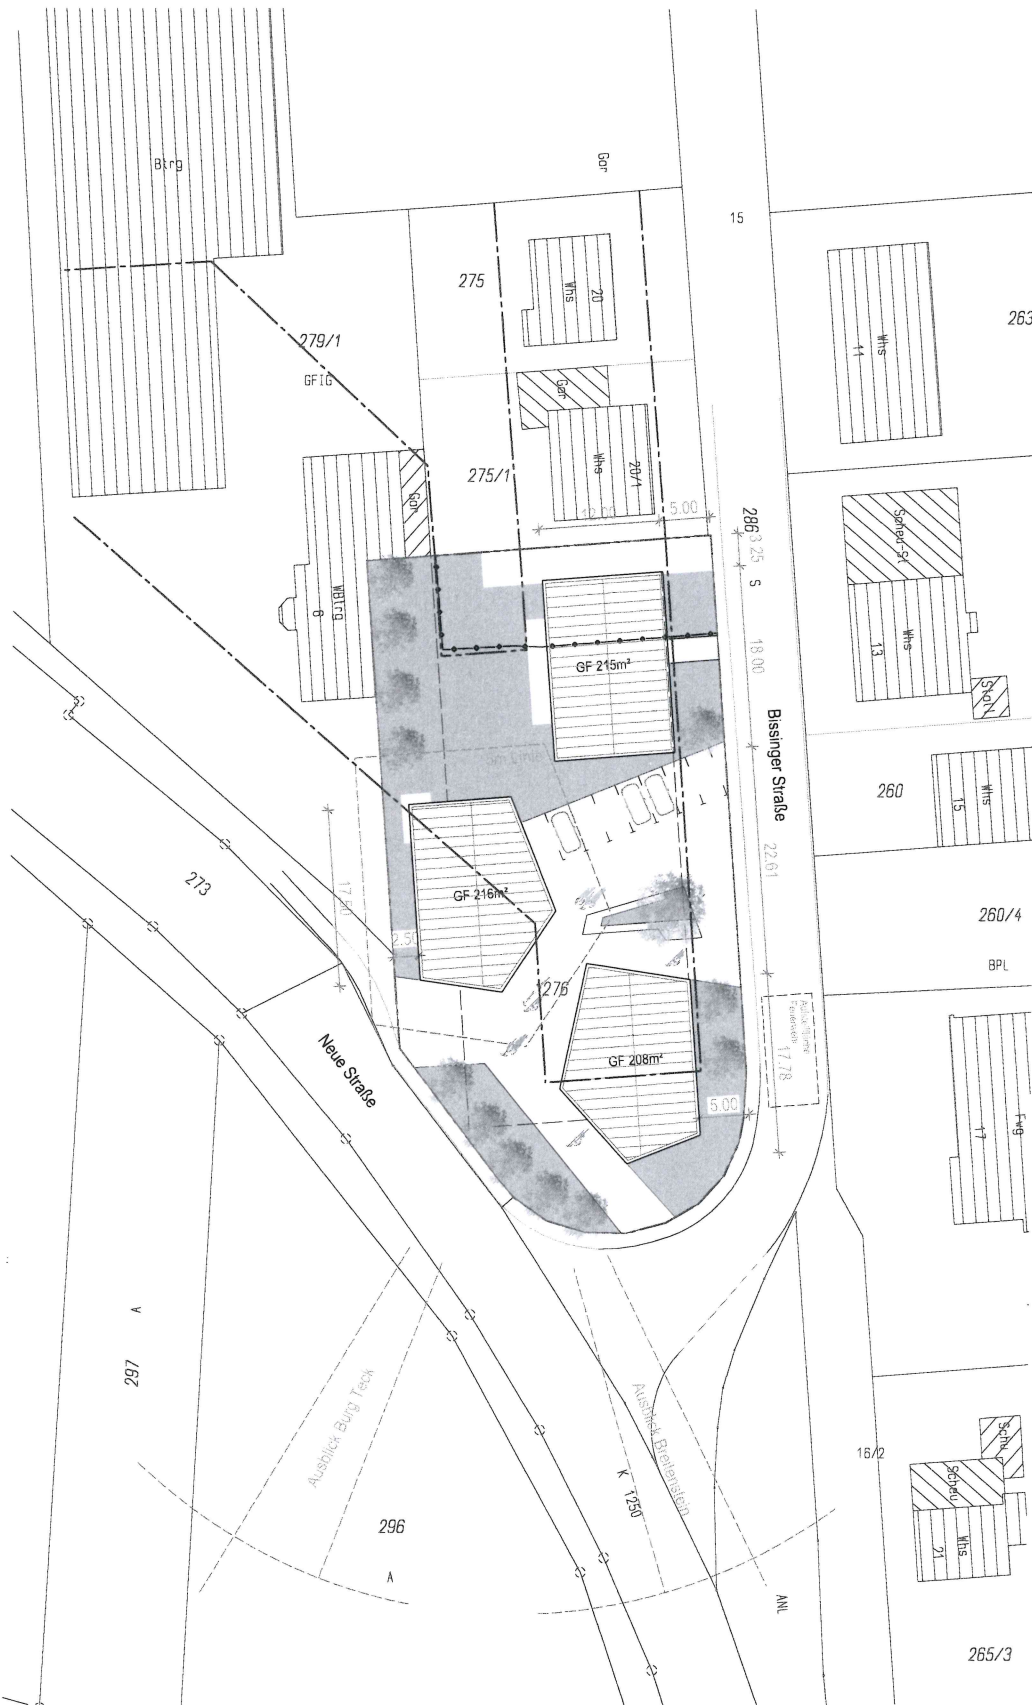 Btrg
Gar
15
275
20
Whs
263
279/1
GFIG
11
Whs
Gar
275/1
20/1
Whs
Gar
12.00
5.00
286
3.25
S
Scheu-St
WBtrg
6
13
Whs
Stall
GF 215m²
18.00
Bissinger Straße
260
Whs
15
22.61
273
GF 216m²
17.50
2.50
260/4
BPL
276
Neue Straße
GF 208m²
Feuerwehr
17.78
5.00
Fwg
17
A
297
Ausblick Burg Teck
Ausblick Breitenstein
K 1250
16/2
Schu
Scheu
Whs
21
296
A
ANL
265/3